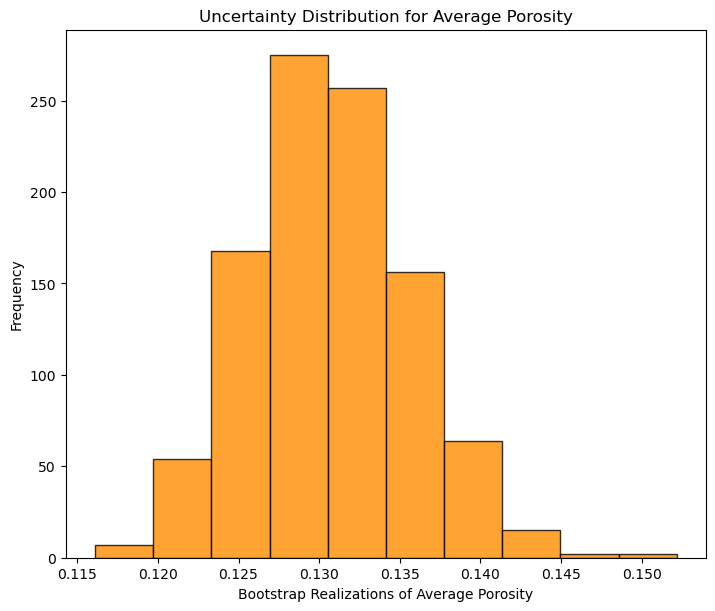 Uncertainty Distribution for Average Porosity
Frequency
250
200
150
100
50
0
0.115 0.120 0.125 0.130 0.135 0.140 0.145 0.150
Bootstrap Realizations of Average Porosity